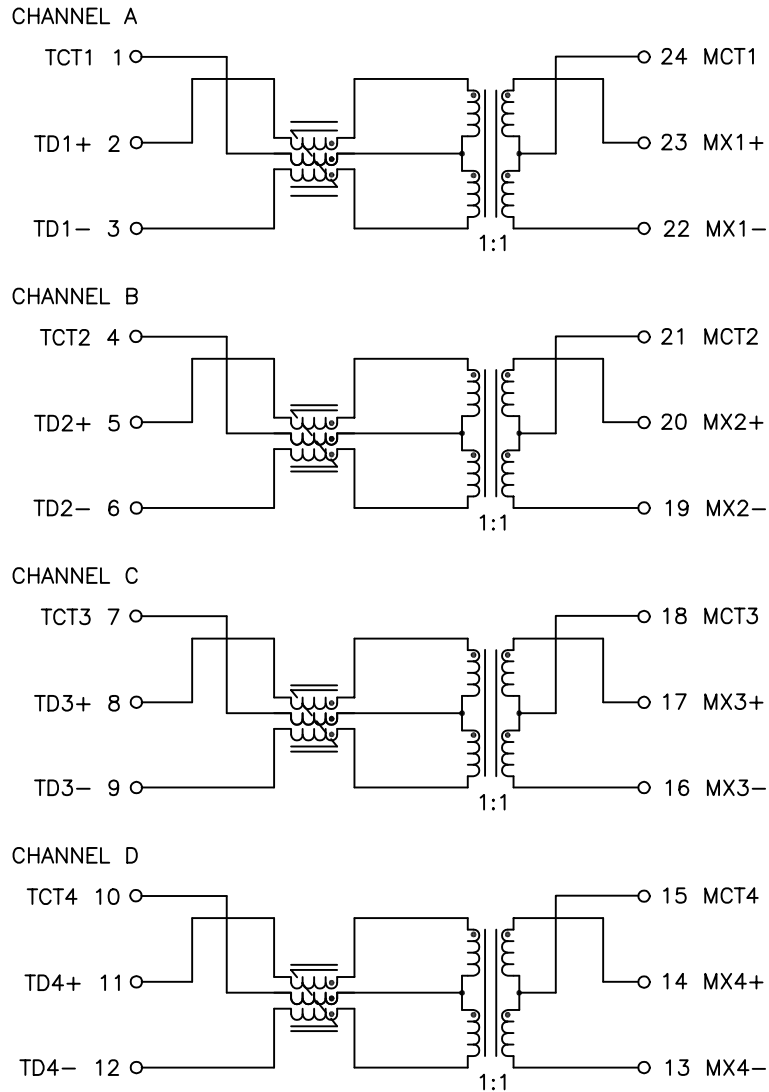 CHANNEL A
TCT1 1 24 MCT1
TD1+ 2 23 MX1+
TD1− 3 22 MX1−
1:1
CHANNEL B
TCT2 4 21 MCT2
TD2+ 5 20 MX2+
TD2− 6 19 MX2−
1:1
CHANNEL C
TCT3 7 18 MCT3
TD3+ 8 17 MX3+
TD3− 9 16 MX3−
1:1
CHANNEL D
TCT4 10 15 MCT4
TD4+ 11 14 MX4+
TD4− 12 13 MX4−
1:1